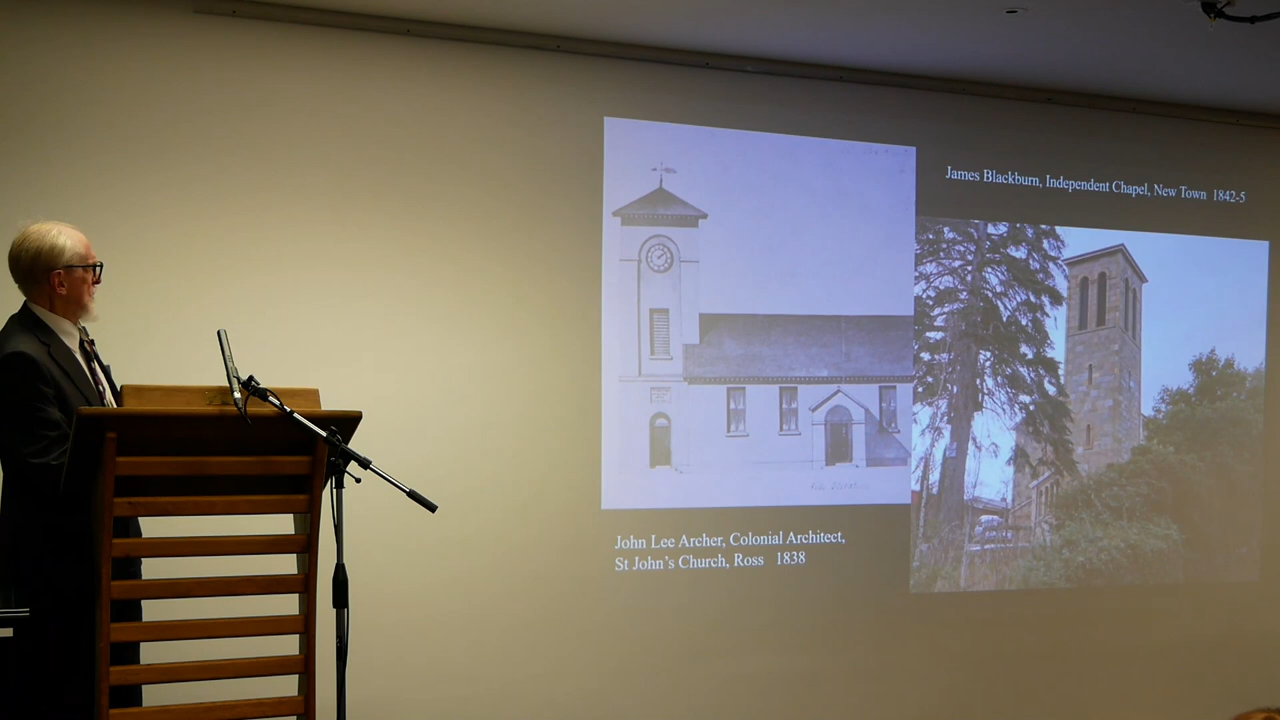 James Blackburn, Independent Chapel, New Town 1842-5
John Lee Archer, Colonial Architect,
St John's Church, Ross 1838